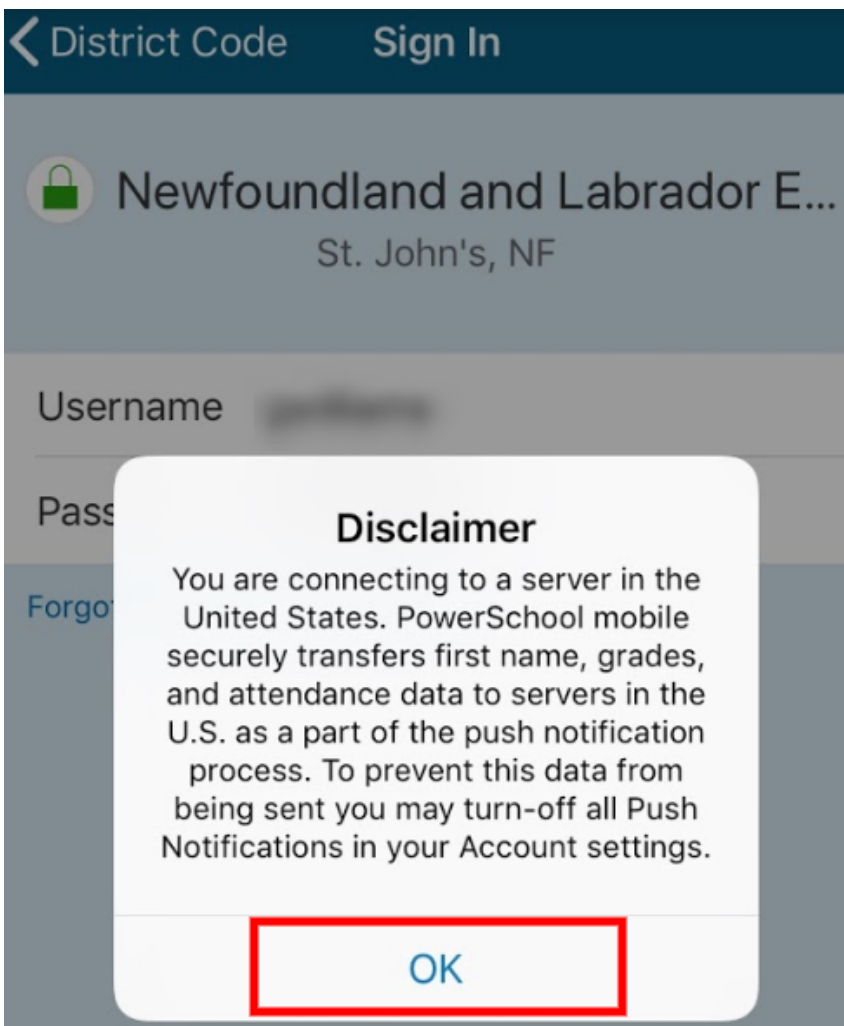 District Code Sign In
Newfoundland and Labrador E...
St. John's, NF
Username
Pass
Disclaimer
You are connecting to a server in the
United States. PowerSchool mobile
securely transfers first name, grades,
and attendance data to servers in the
U.S. as a part of the push notification
process. To prevent this data from
being sent you may turn-off all Push
Notifications in your Account settings.
Forgo
OK